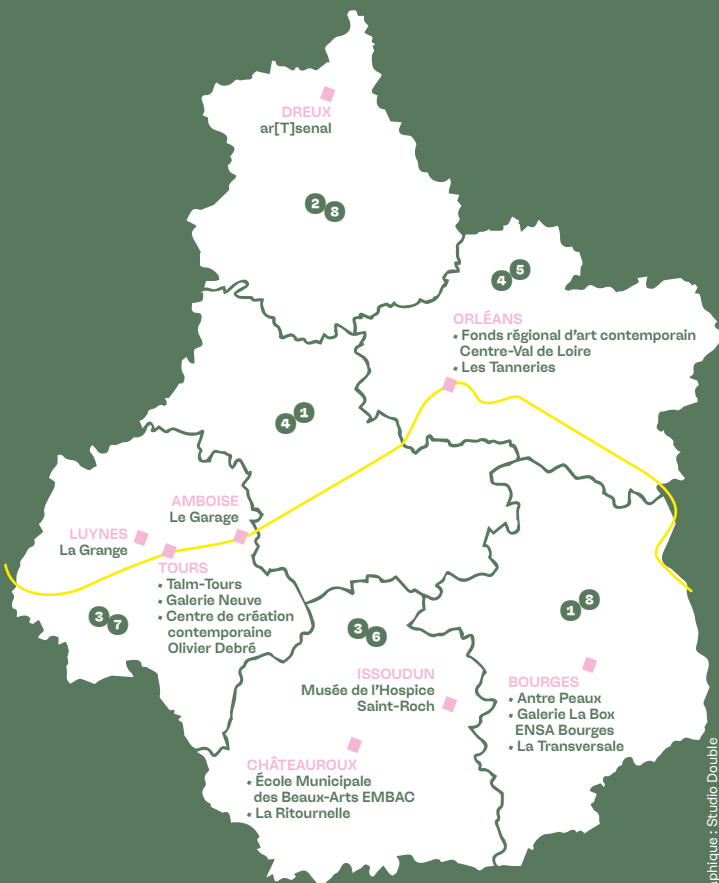 DREUX
ar[T]senal
2 8
4 5
ORLÉANS
• Fonds régional d'art contemporain
Centre-Val de Loire
• Les Tanneries
4 1
AMBOISE
Le Garage
LUYNES
La Grange
TOURS
• Talm-Tours
• Galerie Neuve
• Centre de création
contemporaine
Olivier Debré
3 7
3 6
1 8
ISSOUDUN
Musée de l'Hospice
Saint-Roch
BOURGES
• Antre Peaux
• Galerie La Box
ENSA Bourges
• La Transversale
CHÂTEAUROUX
• École Municipale
des Beaux-Arts EMBAC
• La Ritournelle
phique : Studio Double